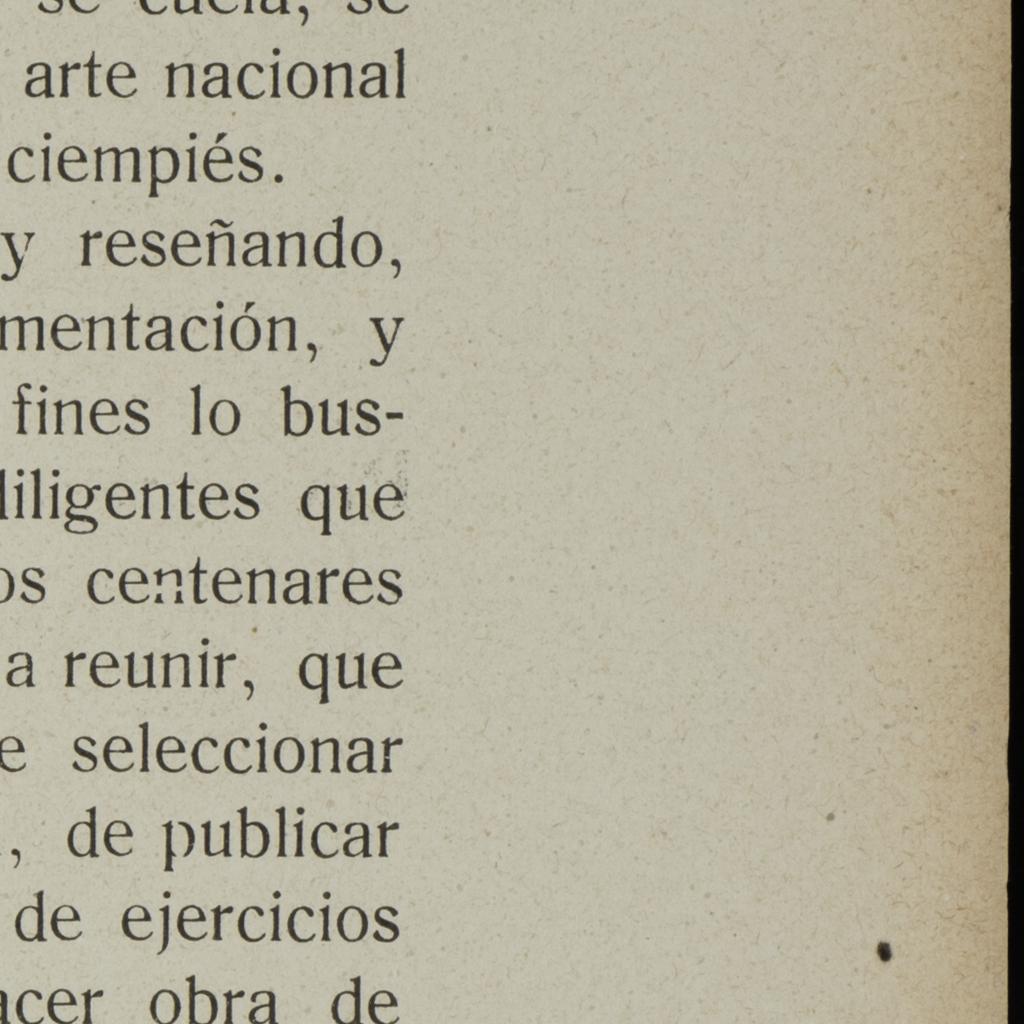 se cuela, se
arte nacional
ciempiés.
y reseñando,
mentación, y
fines lo bus-
diligentes que
os centenares
a reunir, que
e seleccionar
, de publicar
de ejercicios
acer obra de